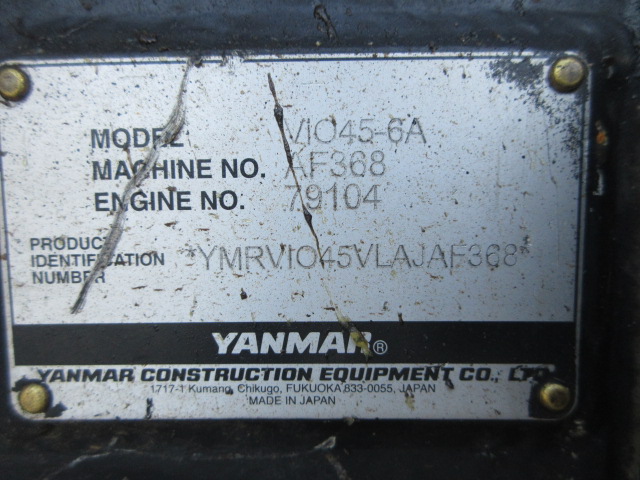 MODEL VIO45-6A
MACHINE NO. AF368
ENGINE NO. 79104
PRODUCT
IDENTIFICATION *YMRVIO45VLAJAF368*
NUMBER
YANMAR®
YANMAR CONSTRUCTION EQUIPMENT CO., LTD.
1717-1 Kumano, Chikugo, FUKUOKA 833-0055, JAPAN
MADE IN JAPAN